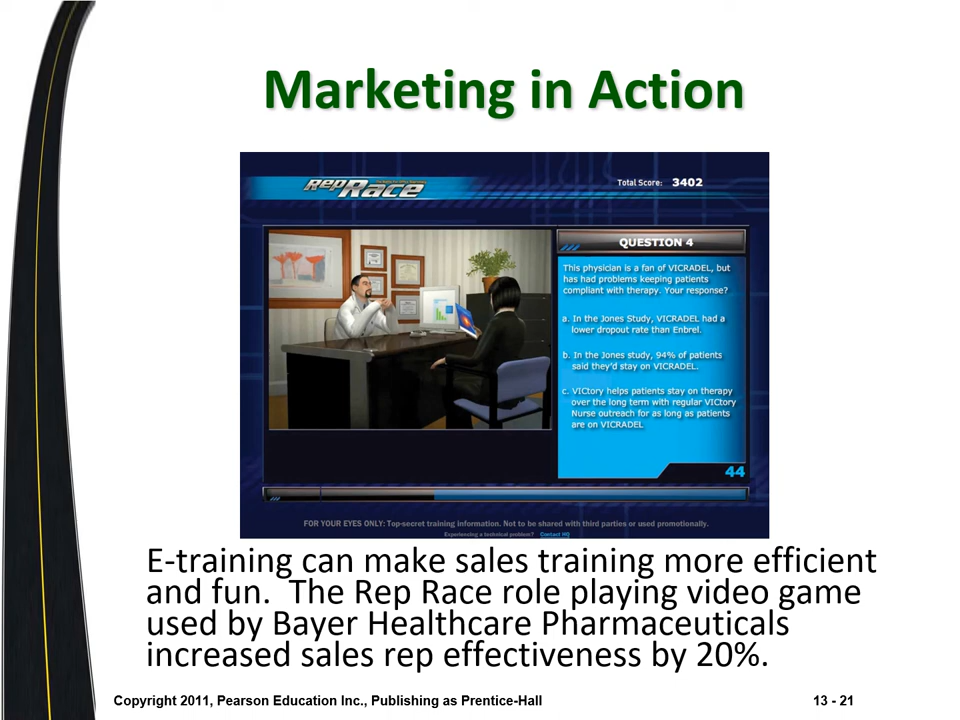 Marketing in Action
RepRace
Total Score: 3402
QUESTION 4
This physician is a fan of VICRADEL, but
has had problems keeping patients
compliant with therapy. Your response?
a. In the Jones Study, VICRADEL had a
lower dropout rate than Enbrel.
b. In the Jones study, 94% of patients
said they'd stay on VICRADEL.
c. VICtory helps patients stay on therapy
over the long term with regular VICtory
Nurse outreach for as long as patients
are on VICRADEL
44
FOR YOUR EYES ONLY: Top-secret training information. Not to be shared with third parties or used promotionally.
Experiencing a technical problem? Contact HQ
E-training can make sales training more efficient
and fun. The Rep Race role playing video game
used by Bayer Healthcare Pharmaceuticals
increased sales rep effectiveness by 20%.
Copyright 2011, Pearson Education Inc., Publishing as Prentice-Hall
13 - 21